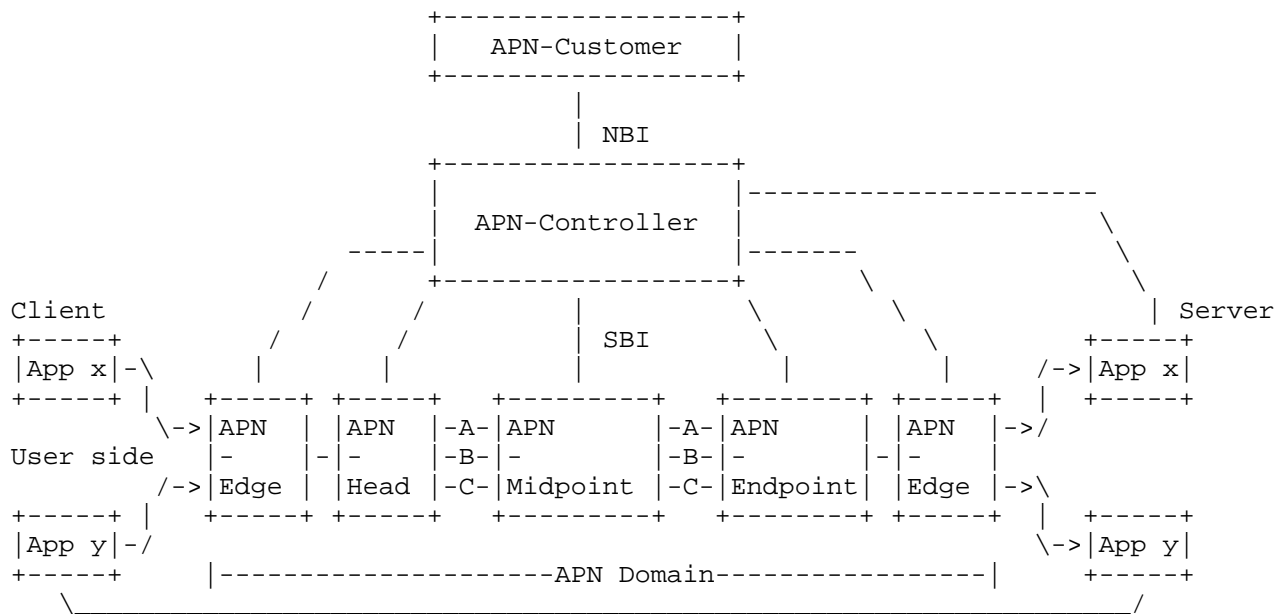 APN-Customer
NBI
APN-Controller
Client
Server
SBI
App x
App x
APN APN -A- APN -A- APN APN
User side - - - -B- - -B- - - -
Edge Head -C- Midpoint -C- Endpoint Edge
App y
App y
APN Domain